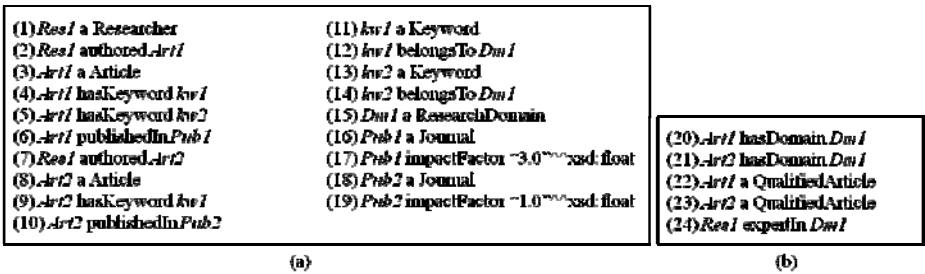 (1) Res1 a Researcher
(2) Res1 authored Art1
(3) Art1 a Article
(4) Art1 hasKeyword kw1
(5) Art1 hasKeyword kw2
(6) Art1 publishedIn Pub1
(7) Res1 authored Art2
(8) Art2 a Article
(9) Art2 hasKeyword kw1
(10) Art2 publishedIn Pub2
(11) kw1 a Keyword
(12) kw1 belongsTo Dm1
(13) kw2 a Keyword
(14) kw2 belongsTo Dm1
(15) Dm1 a ResearchDomain
(16) Pub1 a Journal
(17) Pub1 impactFactor "3.0"^^xsd:float
(18) Pub2 a Journal
(19) Pub2 impactFactor "1.0"^^xsd:float
(a)
(20) Art1 hasDomain Dm1
(21) Art2 hasDomain Dm1
(22) Art1 a QualifiedArticle
(23) Art2 a QualifiedArticle
(24) Res1 expertIn Dm1
(b)